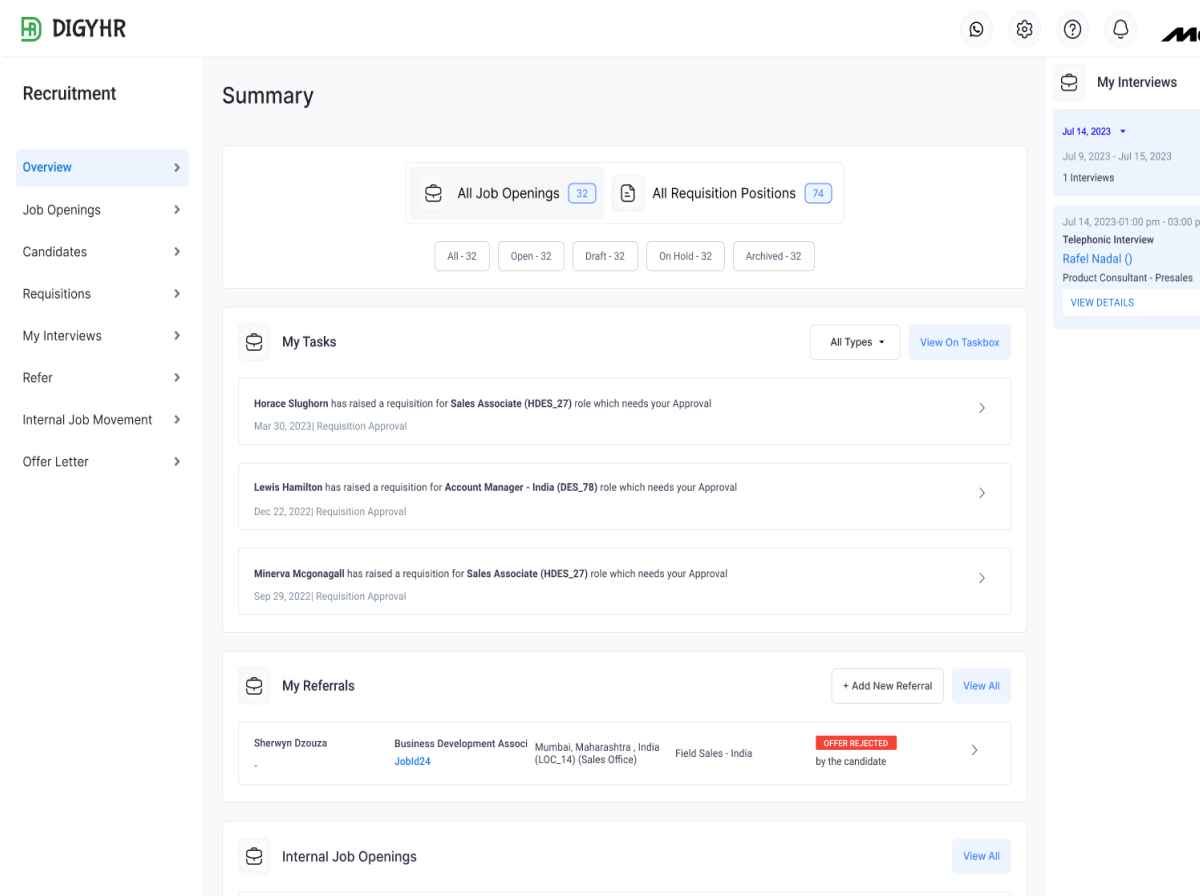 DIGYHR
Recruitment
Overview
Job Openings
Candidates
Requisitions
My Interviews
Refer
Internal Job Movement
Offer Letter
Summary
All Job Openings 32 All Requisition Positions 74
All - 32 Open - 32 Draft - 32 On Hold - 32 Archived - 32
My Tasks All Types View On Taskbox
Horace Slughorn has raised a requisition for Sales Associate (HDES_27) role which needs your Approval
Mar 30, 2023| Requisition Approval
Lewis Hamilton has raised a requisition for Account Manager - India (DES_78) role which needs your Approval
Dec 22, 2022| Requisition Approval
Minerva Mcgonagall has raised a requisition for Sales Associate (HDES_27) role which needs your Approval
Sep 29, 2022| Requisition Approval
My Referrals + Add New Referral View All
Sherwyn Dzouza
-
Business Development Associ
JobId24
Mumbai, Maharashtra , India
(LOC_14) (Sales Office)
Field Sales - India
OFFER REJECTED
by the candidate
Internal Job Openings View All
My Interviews
Jul 14, 2023
Jul 9, 2023 - Jul 15, 2023
1 Interviews
Jul 14, 2023-01:00 pm - 03:00 p
Telephonic Interview
Rafel Nadal ()
Product Consultant - Presales
VIEW DETAILS